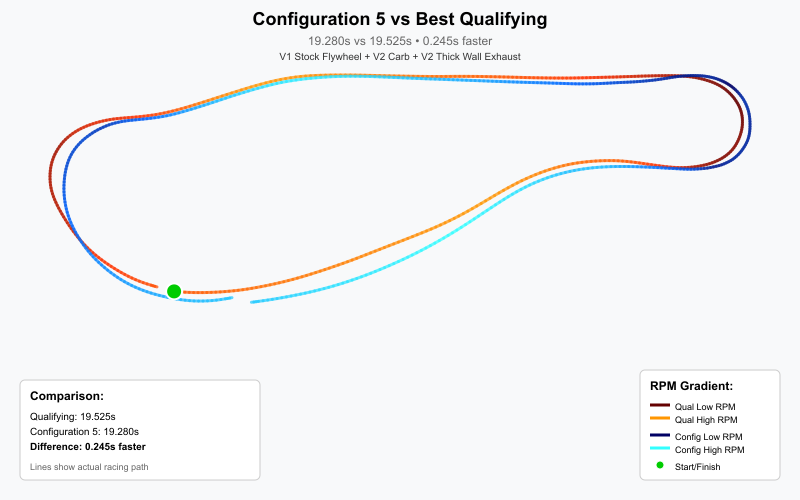 Configuration 5 vs Best Qualifying
19.280s vs 19.525s • 0.245s faster
V1 Stock Flywheel + V2 Carb + V2 Thick Wall Exhaust
Comparison:
Qualifying: 19.525s
Configuration 5: 19.280s
Difference: 0.245s faster
Lines show actual racing path
RPM Gradient:
Qual Low RPM
Qual High RPM
Config Low RPM
Config High RPM
Start/Finish